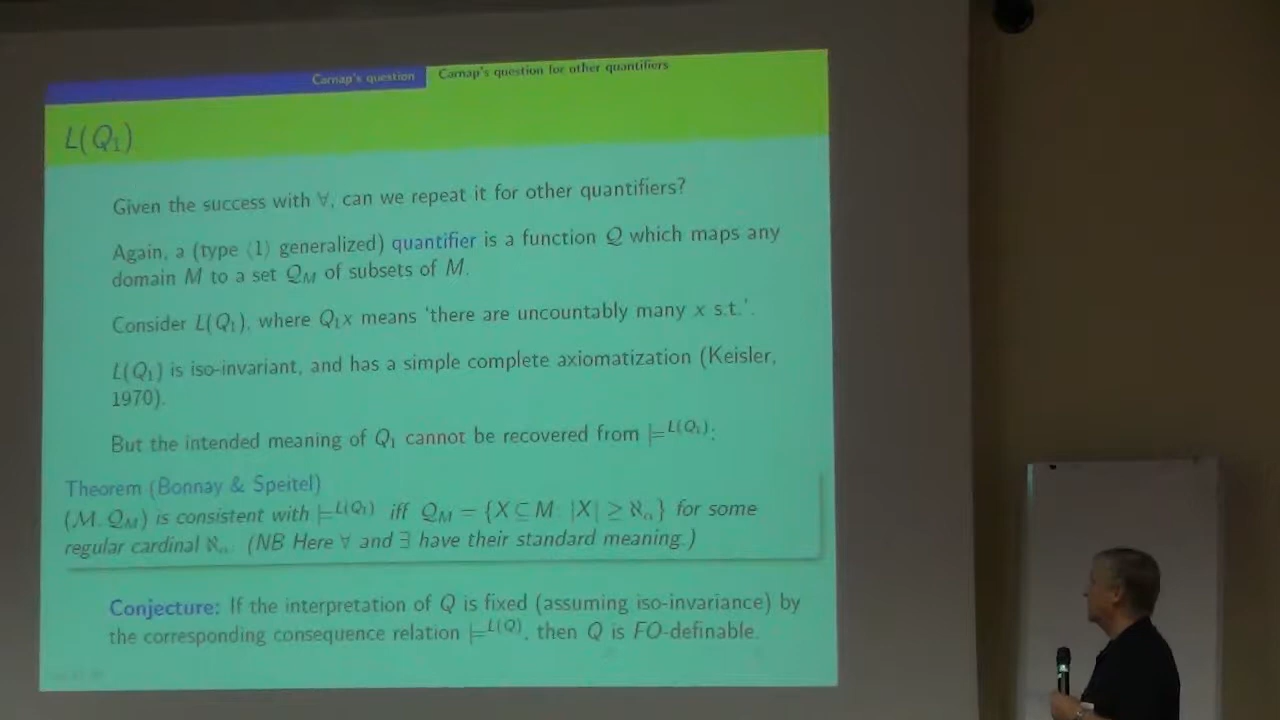 Carnap's question Carnap's question for other quantifiers
L(Q₁)
Given the success with ∀, can we repeat it for other quantifiers?
Again, a (type ⟨1⟩ generalized) quantifier is a function Q which maps any
domain M to a set Q_M of subsets of M.
Consider L(Q₁), where Q₁x means 'there are uncountably many x s.t.'.
L(Q₁) is iso-invariant, and has a simple complete axiomatization (Keisler,
1970).
But the intended meaning of Q₁ cannot be recovered from ⊨^L(Q₁):
Theorem (Bonnay & Speitel)
(M, Q_M) is consistent with ⊨^L(Q₁) iff Q_M = {X ⊆ M : |X| ≥ ℵ_α} for some
regular cardinal ℵ_α. (NB Here ∀ and ∃ have their standard meaning.)
Conjecture: If the interpretation of Q is fixed (assuming iso-invariance) by
the corresponding consequence relation ⊨^L(Q), then Q is FO-definable.